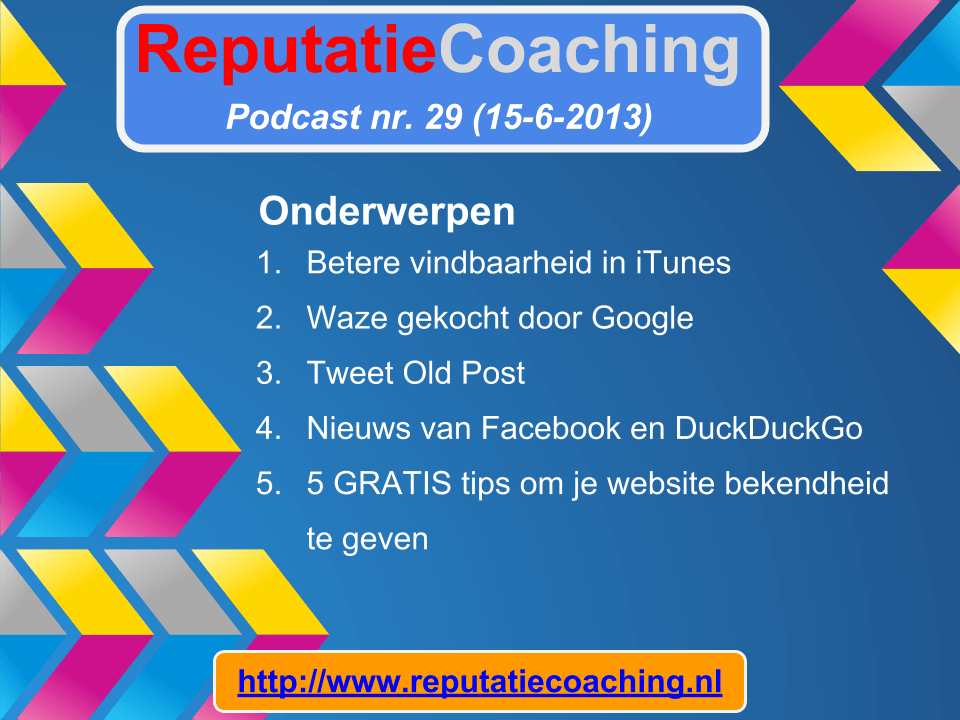 ReputatieCoaching
Podcast nr. 29 (15-6-2013)
Onderwerpen
1. Betere vindbaarheid in iTunes
2. Waze gekocht door Google
3. Tweet Old Post
4. Nieuws van Facebook en DuckDuckGo
5. 5 GRATIS tips om je website bekendheid
te geven
http://www.reputatiecoaching.nl